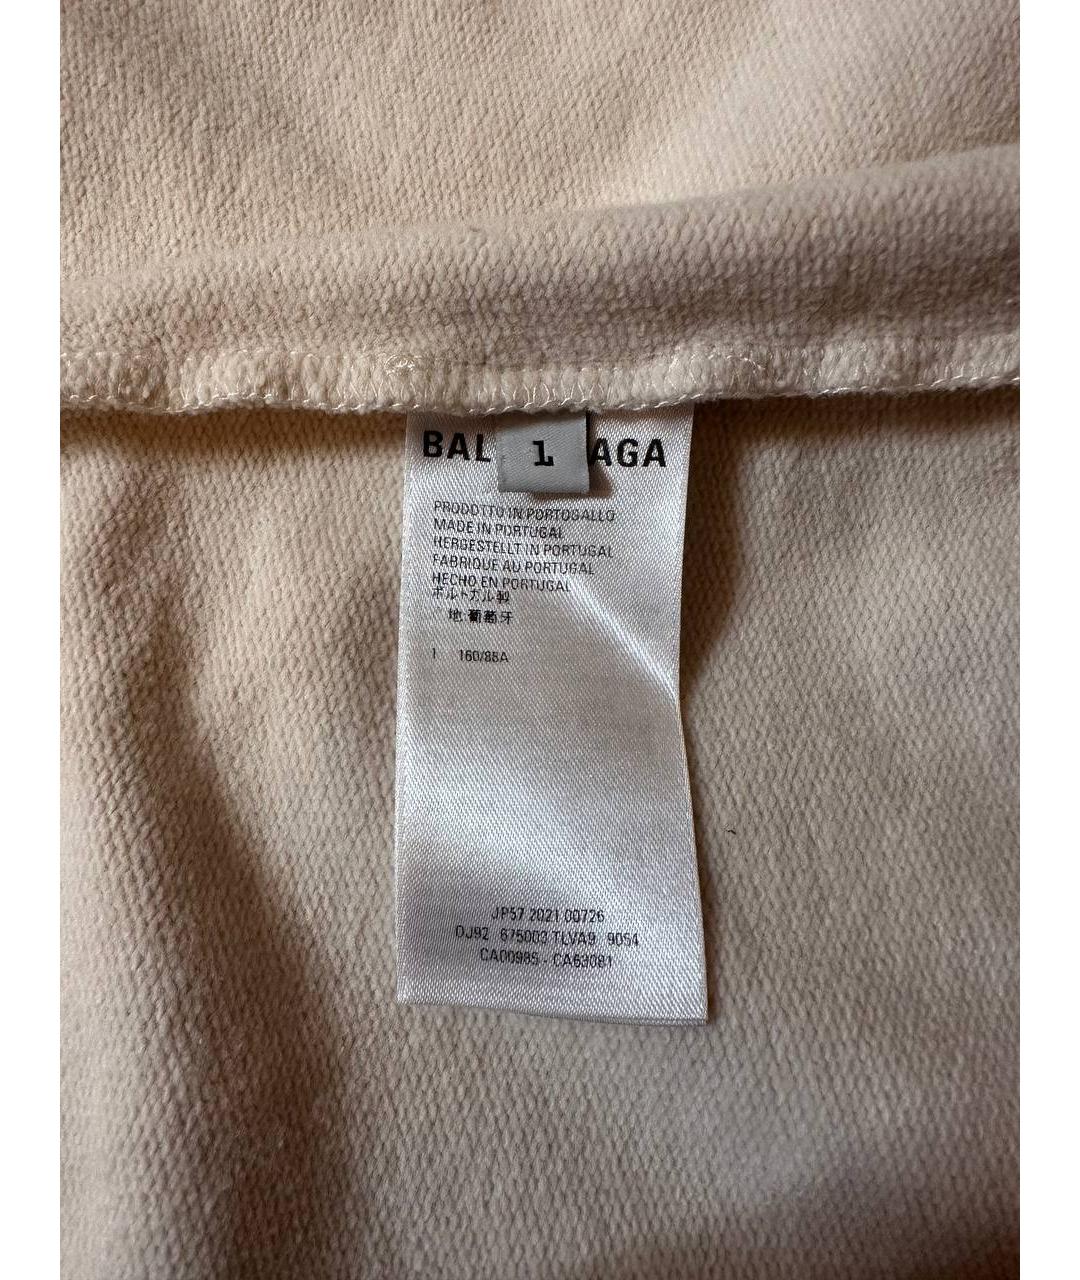 BAL AGA
1
PRODOTTO IN PORTOGALLO
MADE IN PORTUGAL
HERGESTELLT IN PORTUGAL
FABRIQUE AU PORTUGAL
HECHO EN PORTUGAL
ポルトガル製
地:葡萄牙
1 160/88A
JP57 2021 00726
DJ92 675003 TLVA9 9054
CA00985 - CA63081